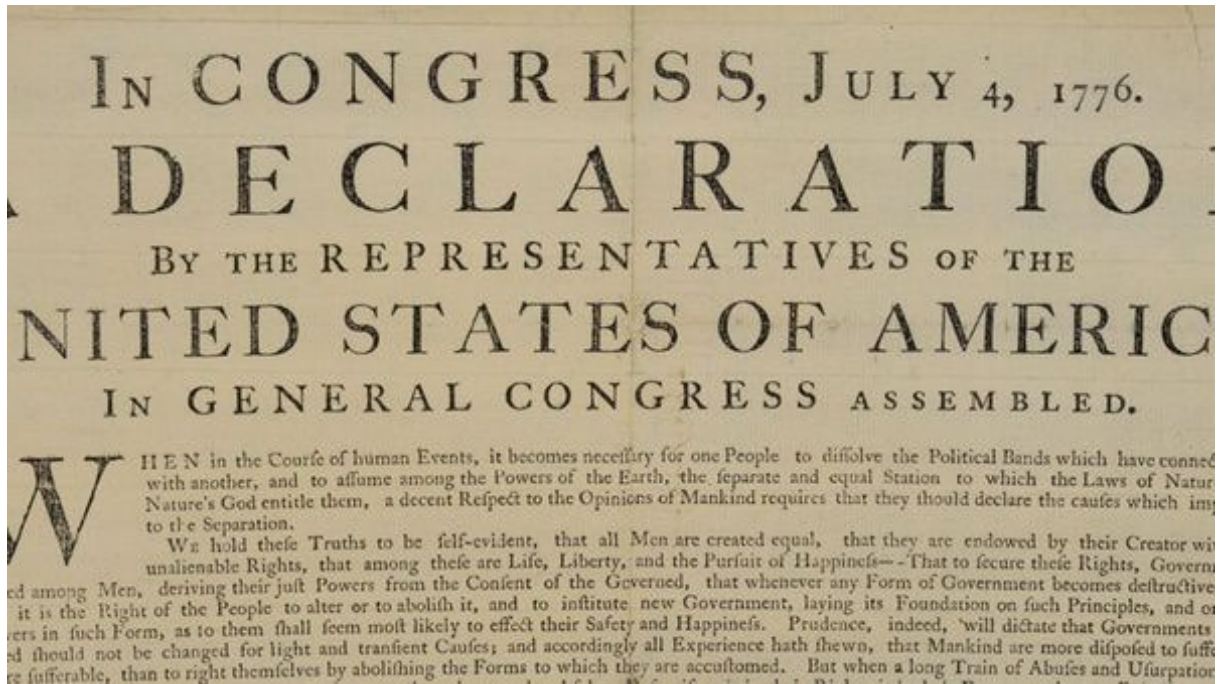 IN CONGRESS, JULY 4, 1776.
A DECLARATIO
BY THE REPRESENTATIVES OF THE
NITED STATES OF AMERIC
IN GENERAL CONGRESS ASSEMBLED.
WHEN in the Courſe of human Events, it becomes neceſſary for one People to diſſolve the Political Bands which have connec
with another, and to aſſume among the Powers of the Earth, the ſeparate and equal Station to which the Laws of Natur
Nature's God entitle them, a decent Reſpect to the Opinions of Mankind requires that they ſhould declare the cauſes which imp
to the Separation.
WE hold theſe Truths to be ſelf-evident, that all Men are created equal, that they are endowed by their Creator wi
unalienable Rights, that among theſe are Life, Liberty, and the Purſuit of Happineſs--That to ſecure theſe Rights, Governm
ed among Men, deriving their juſt Powers from the Conſent of the Governed, that whenever any Form of Government becomes deſtructive
it is the Right of the People to alter or to aboliſh it, and to inſtitute new Government, laying its Foundation on ſuch Principles, and or
vers in ſuch Form, as to them ſhall ſeem moſt likely to effect their Safety and Happineſs. Prudence, indeed, will dictate that Governments
ed ſhould not be changed for light and tranſient Cauſes; and accordingly all Experience hath ſhewn, that Mankind are more diſpoſed to ſuffe
re ſufferable, than to right themſelves by aboliſhing the Forms to which they are accuſtomed. But when a long Train of Abuſes and Uſurpation